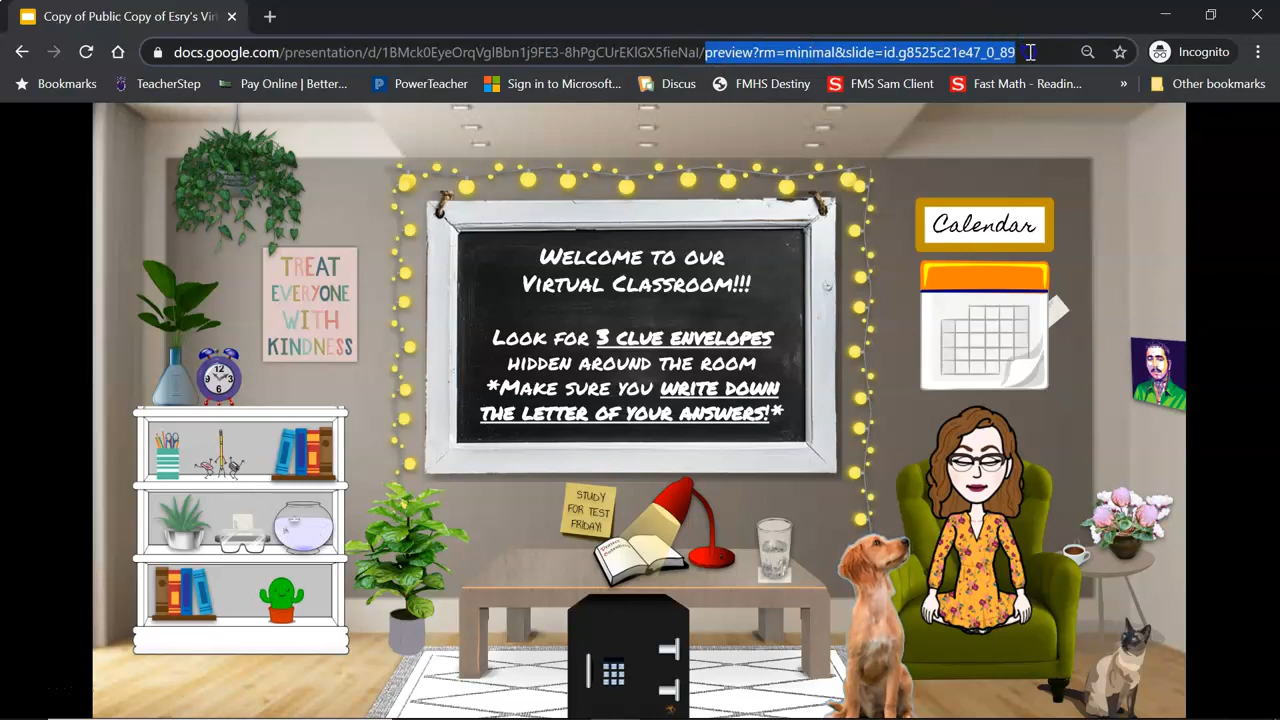 Copy of Public Copy of Esry's Vir
docs.google.com/presentation/d/1BMck0EyeOrqVglBbn1j9FE3-8hPgCUrEKlGX5fieNaI/preview?rm=minimal&slide=id.g8525c21e47_0_89
Incognito
Bookmarks TeacherStep PayOnline | Better... PowerTeacher Sign in to Microsoft... Discus FMHS Destiny FMS Sam Client Fast Math - Readin... » Other bookmarks
WELCOME TO OUR
VIRTUAL CLASSROOM!!!
LOOK FOR 3 CLUE ENVELOPES
HIDDEN AROUND THE ROOM
*MAKE SURE YOU WRITE DOWN
THE LETTER OF YOUR ANSWERS!*
Calendar
TREAT
EVERYONE
WITH
KINDNESS
STUDY
FOR TEST
FRIDAY!